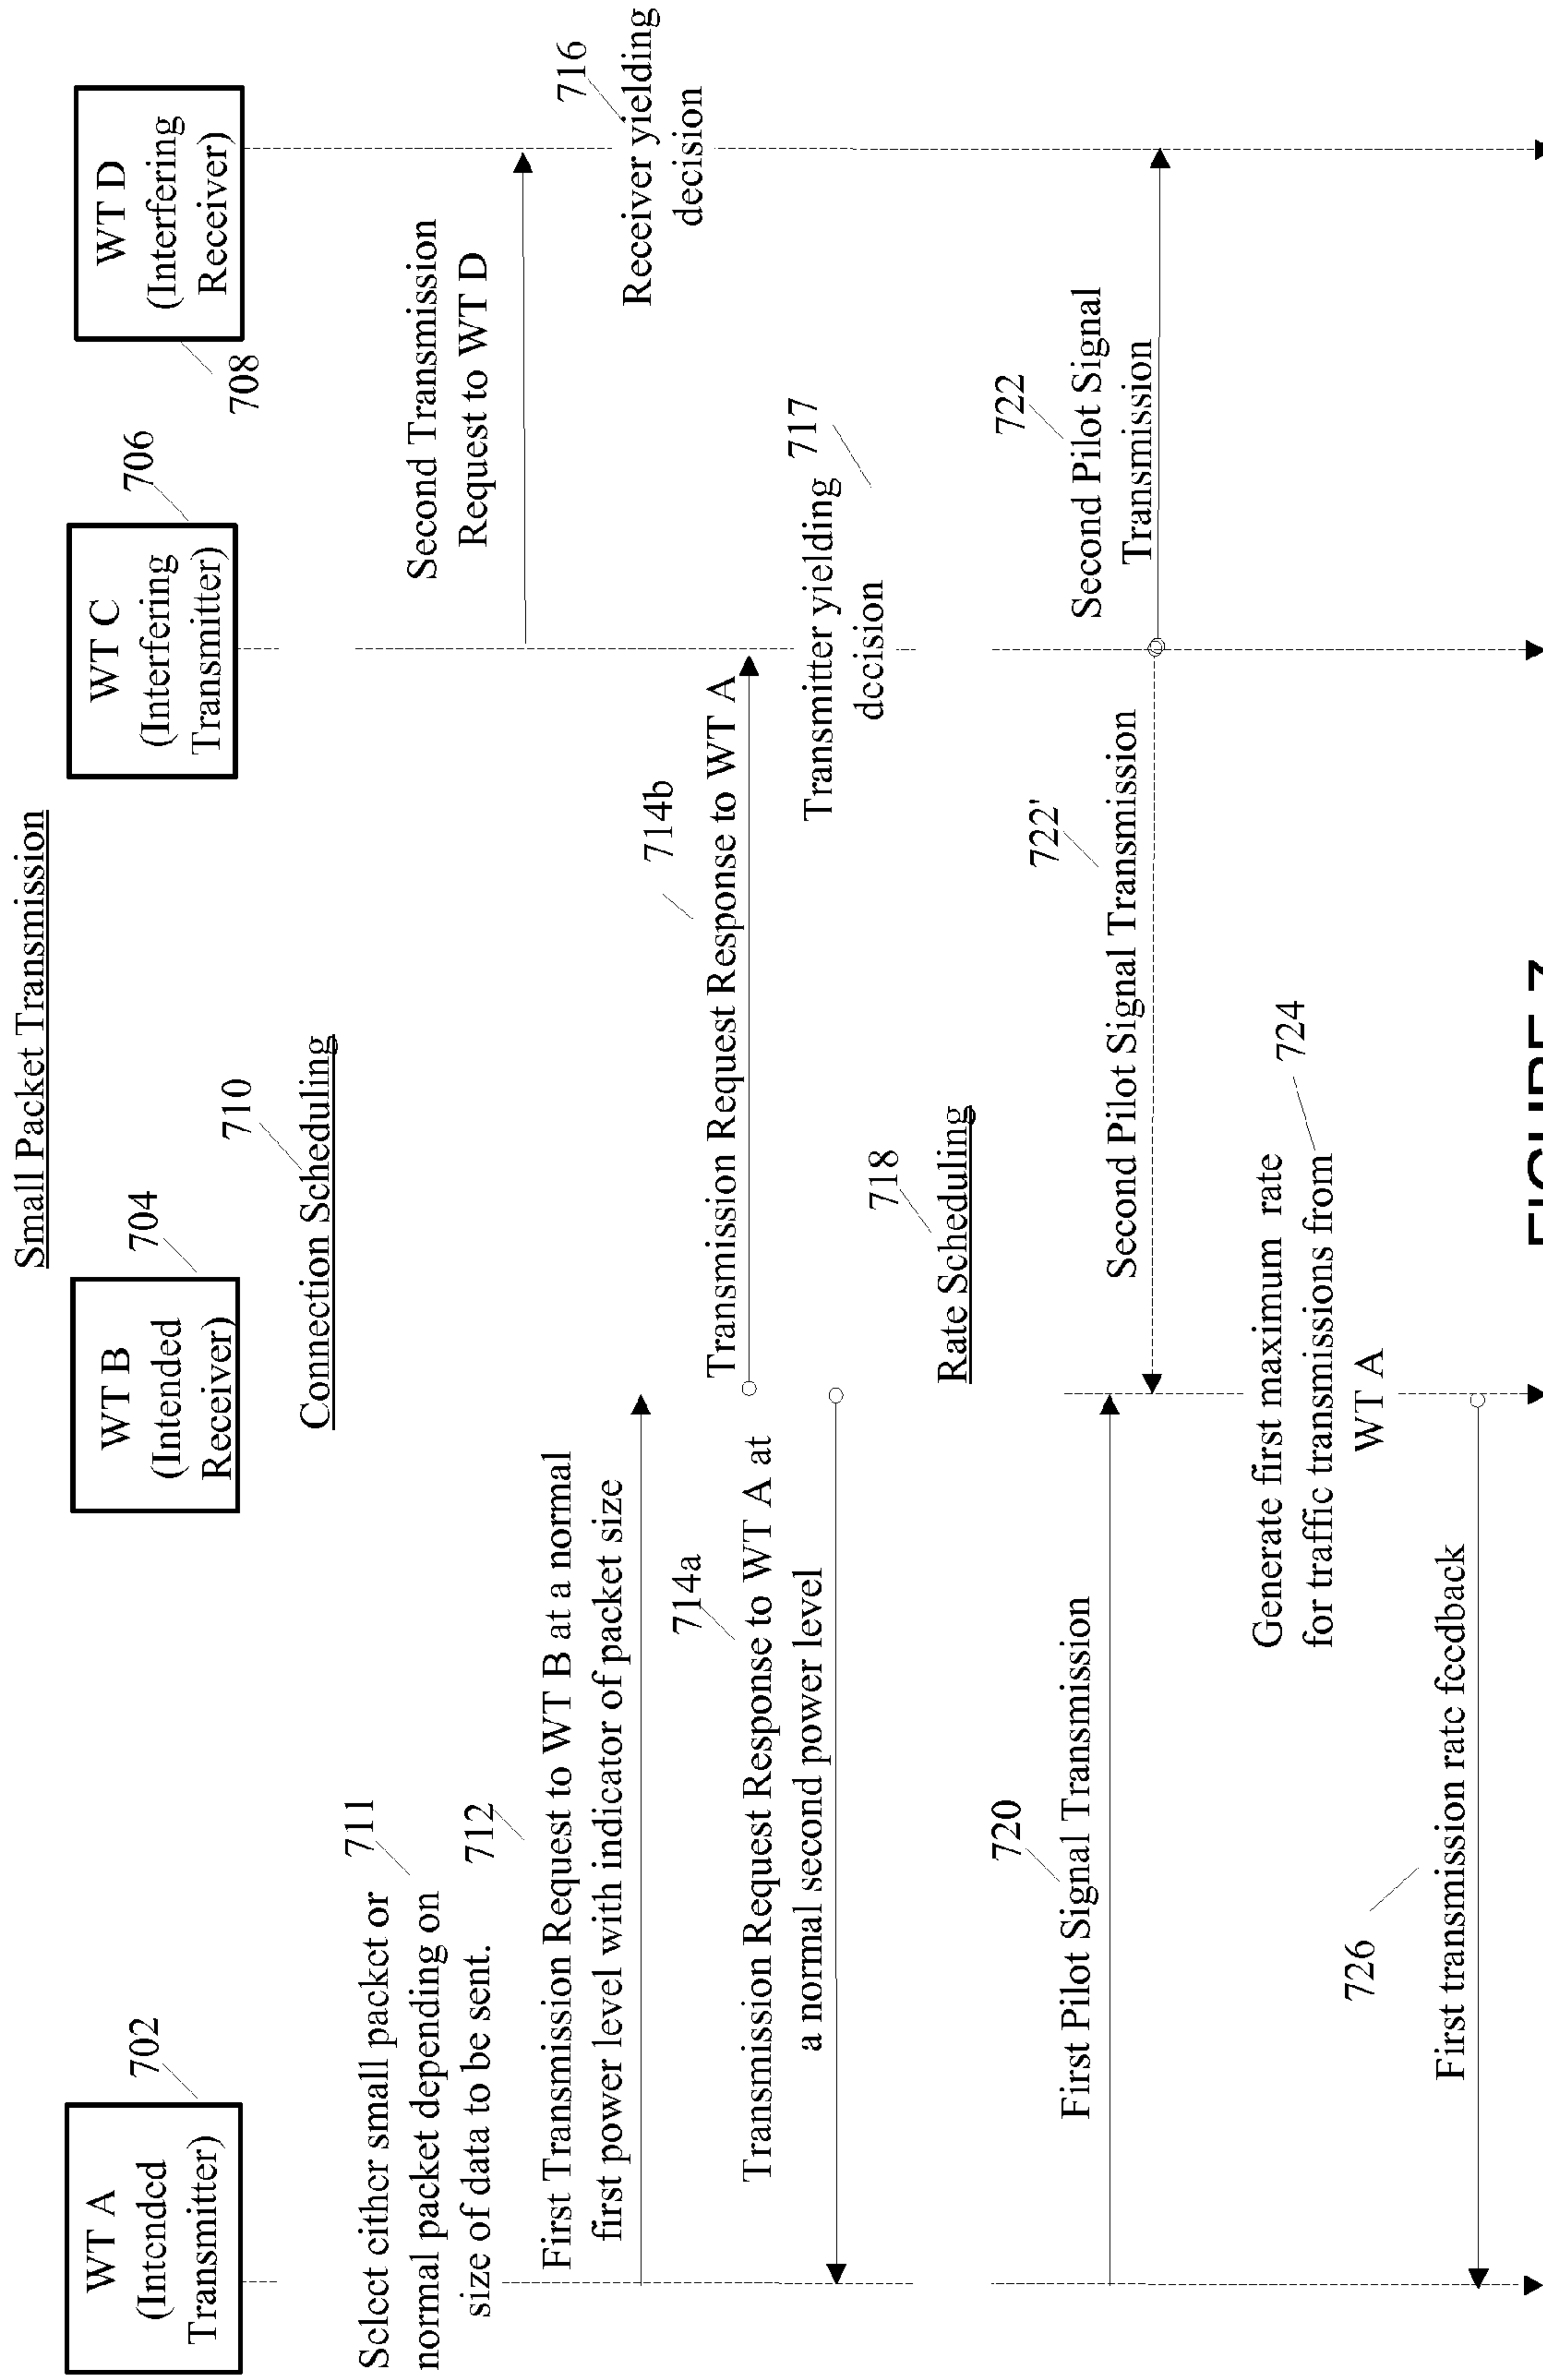 Small Packet Transmission
WT A
(Intended
Transmitter)
702
WT B
(Intended
Receiver)
704
WT C
(Interfering
Transmitter)
706
WT D
(Interfering
Receiver)
708
710
Connection Scheduling
711
Select either small packet or
normal packet depending on
size of data to be sent.
712
First Transmission Request to WT B at a normal
first power level with indicator of packet size
Second Transmission
Request to WT D
716
Receiver yielding
decision
714a
Transmission Request Response to WT A at
a normal second power level
714b
Transmission Request Response to WT A
717
Transmitter yielding
decision
718
Rate Scheduling
720
First Pilot Signal Transmission
722'
Second Pilot Signal Transmission
722
Second Pilot Signal
Transmission
724
Generate first maximum rate
for traffic transmissions from
WT A
726
First transmission rate feedback
FIGURE 7